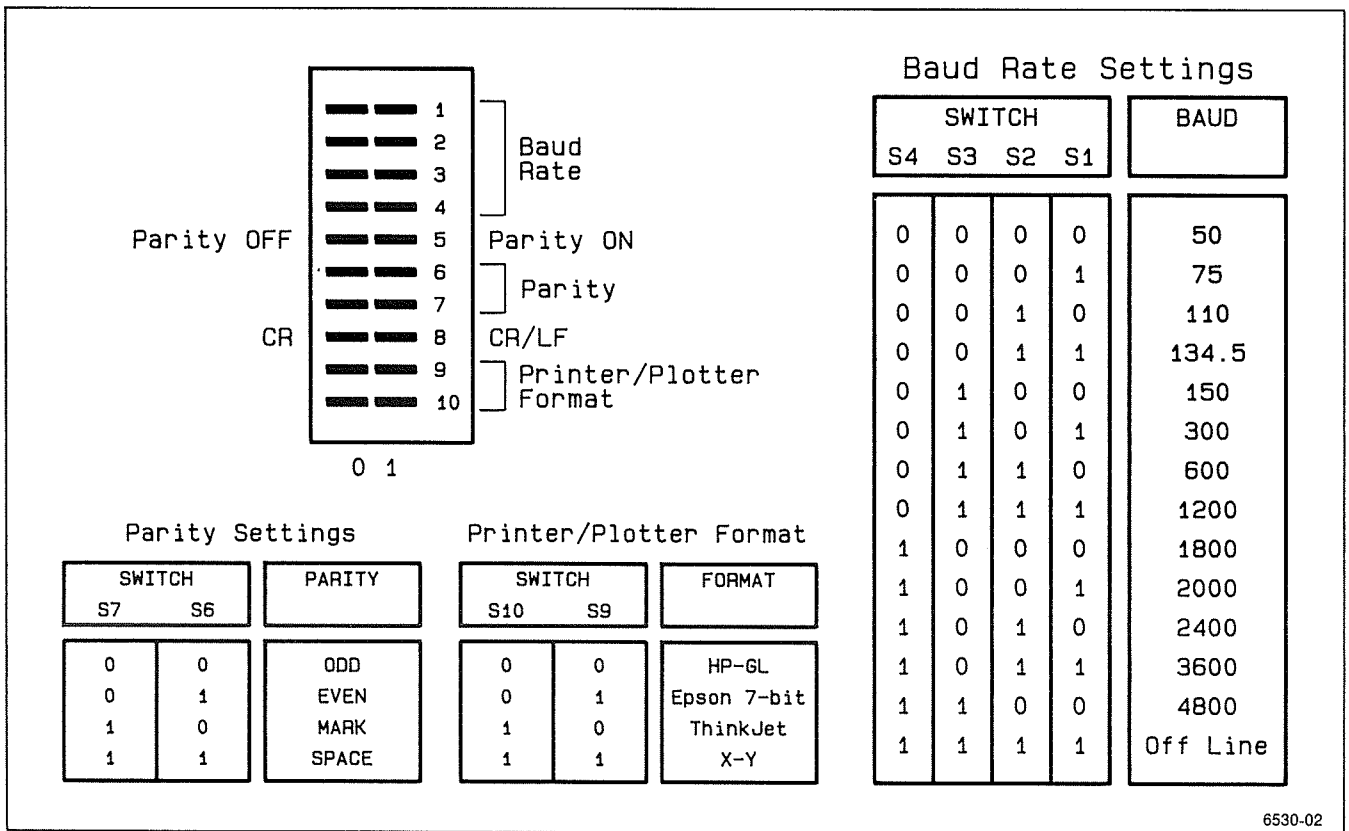 1
2
3
4
Baud
Rate
Parity OFF 5 Parity ON
6
7
Parity
CR 8 CR/LF
9
10
Printer/Plotter
Format
0 1
Parity Settings
SWITCH PARITY
S7 S6
0 0 ODD
0 1 EVEN
1 0 MARK
1 1 SPACE
Printer/Plotter Format
SWITCH FORMAT
S10 S9
0 0 HP-GL
0 1 Epson 7-bit
1 0 ThinkJet
1 1 X-Y
Baud Rate Settings
SWITCH BAUD
S4 S3 S2 S1
0 0 0 0 50
0 0 0 1 75
0 0 1 0 110
0 0 1 1 134.5
0 1 0 0 150
0 1 0 1 300
0 1 1 0 600
0 1 1 1 1200
1 0 0 0 1800
1 0 0 1 2000
1 0 1 0 2400
1 0 1 1 3600
1 1 0 0 4800
1 1 1 1 Off Line
6530-02